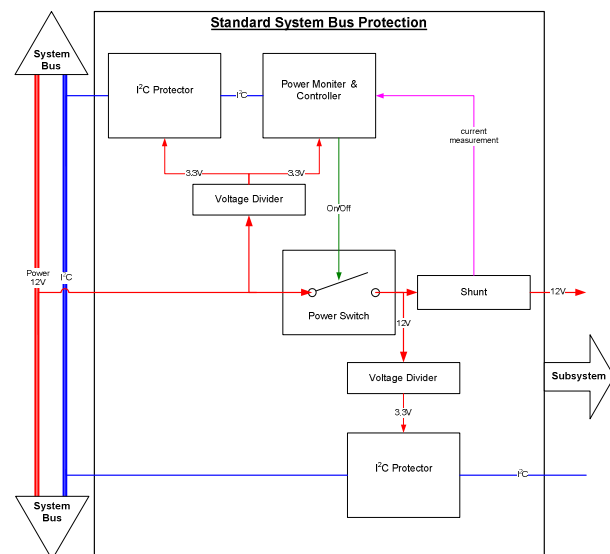 Standard System Bus Protection
System
Bus
I²C Protector
I²C
Power Moniter &
Controller
current
measurement
3.3V
3.3V
Voltage Divider
On/Off
Power
12V
I²C
Power Switch
Shunt
12V
12V
Voltage Divider
Subsystem
3.3V
I²C Protector
I²C
System
Bus